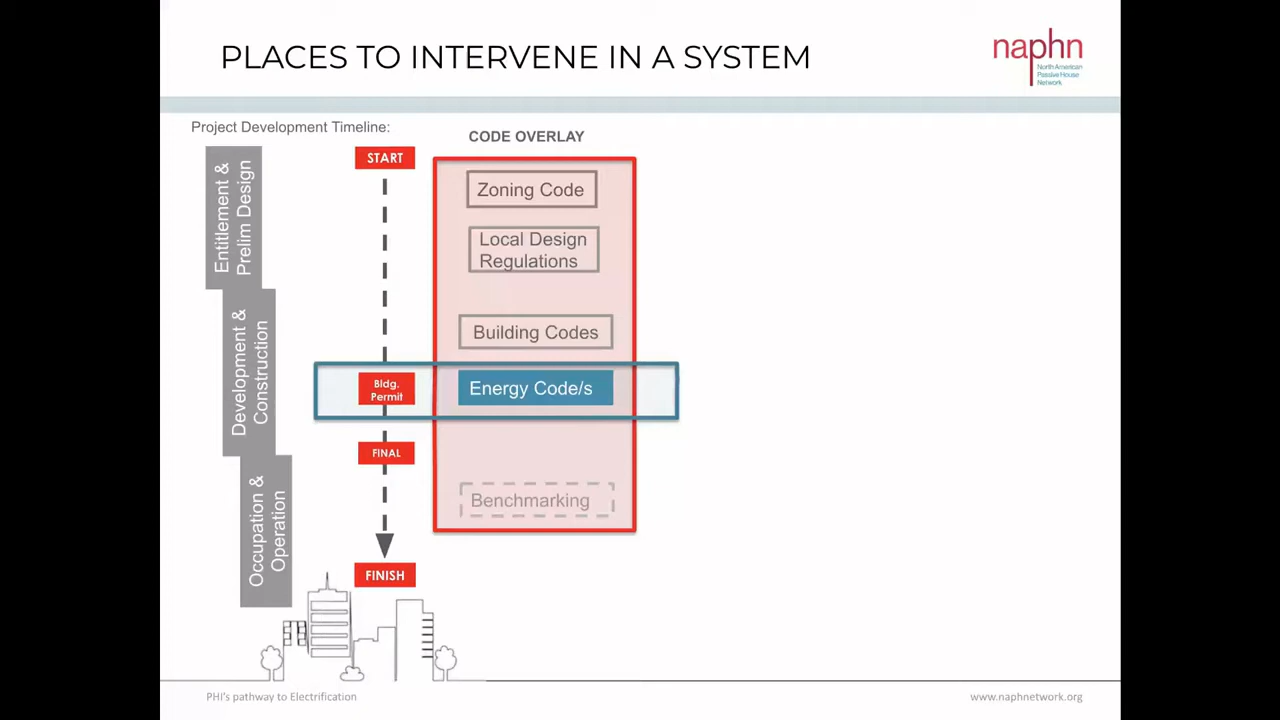 PLACES TO INTERVENE IN A SYSTEM
naphn
North American
Passive House
Network
Project Development Timeline:
CODE OVERLAY
Entitlement &
Prelim Design
START
Zoning Code
Local Design
Regulations
Development &
Construction
Building Codes
Bldg.
Permit
Energy Code/s
FINAL
Occupation &
Operation
Benchmarking
FINISH
PHI's pathway to Electrification
www.naphnetwork.org